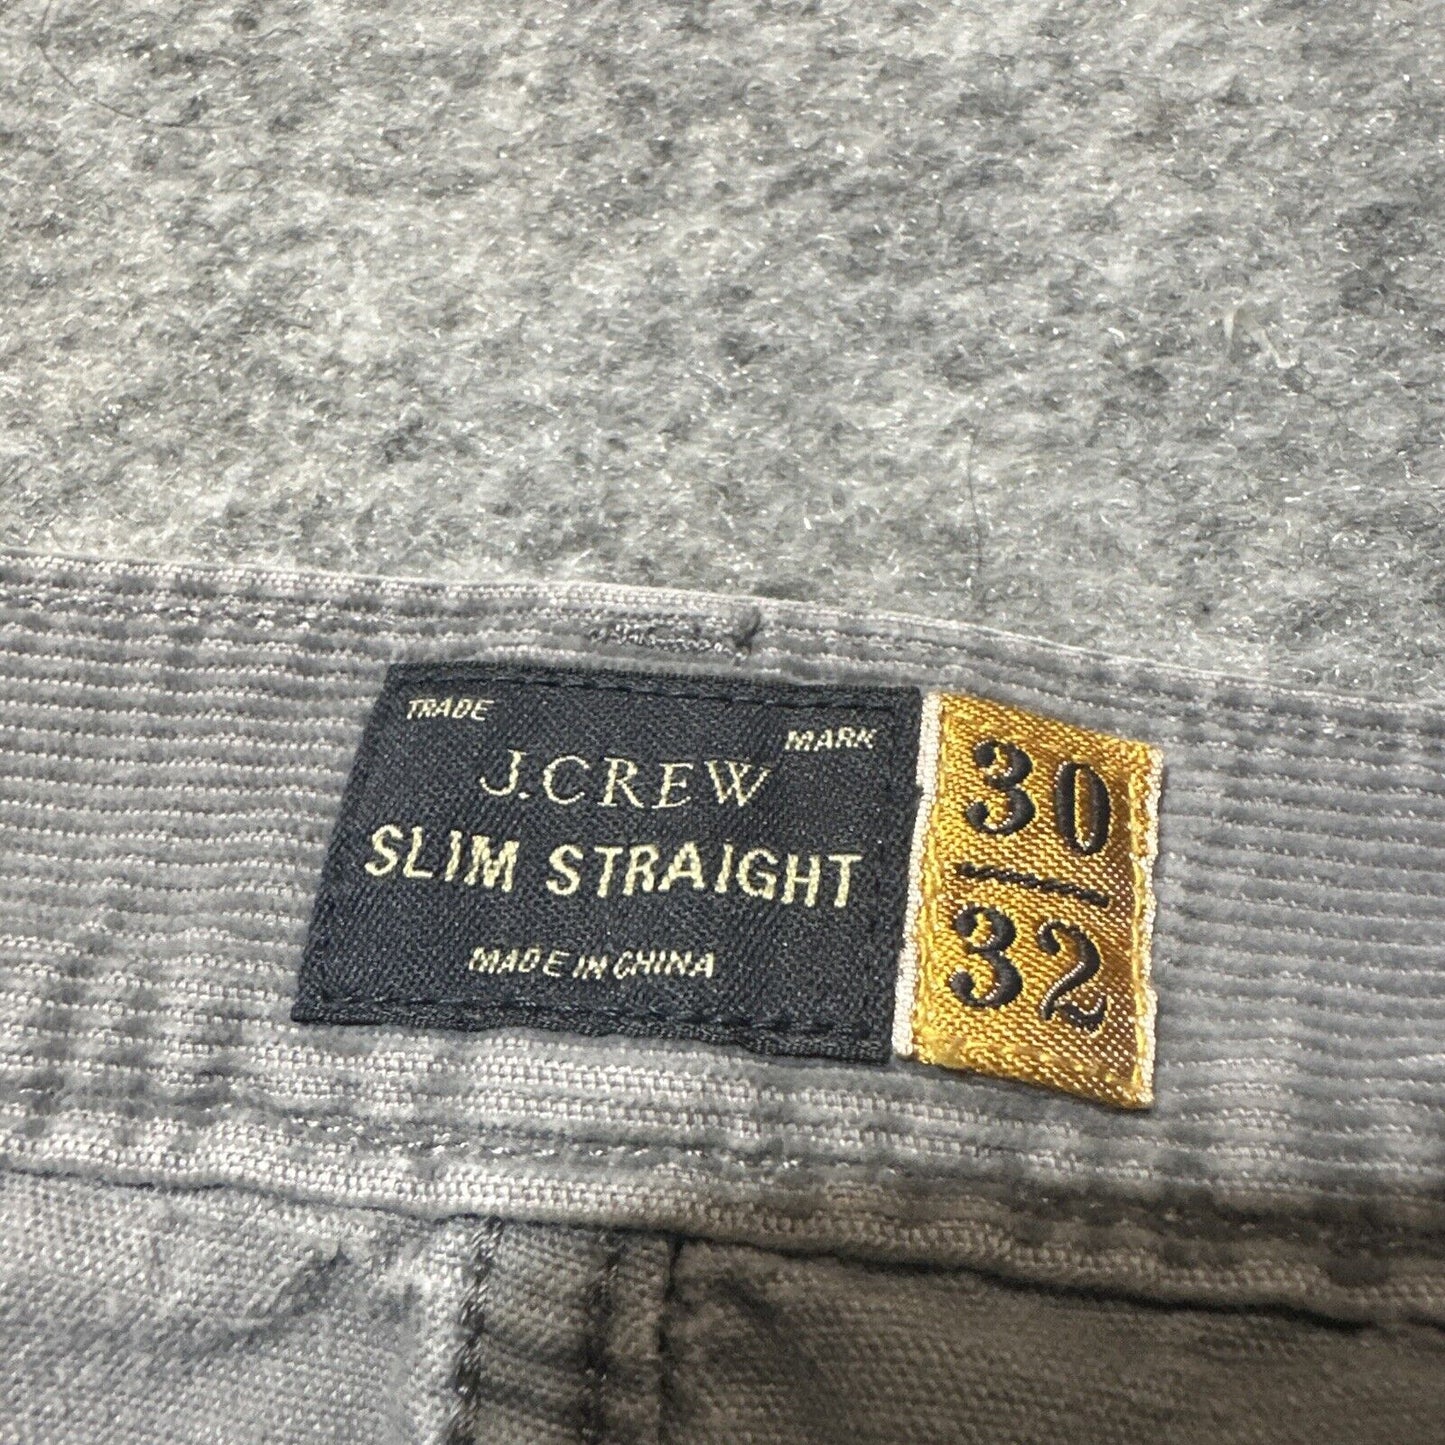 TRADE MARK
J.CREW
SLIM STRAIGHT
MADE IN CHINA
30
32